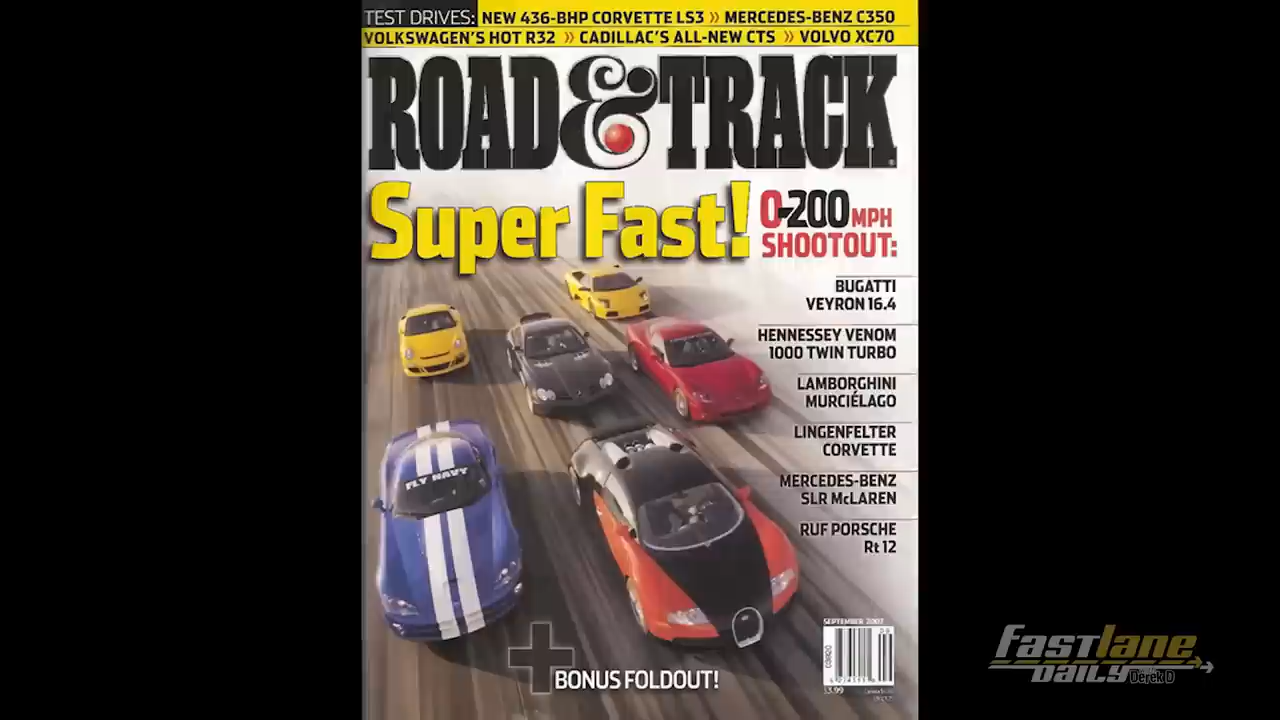 TEST DRIVES: NEW 436-BHP CORVETTE LS3 » MERCEDES-BENZ C350
VOLKSWAGEN'S HOT R32 » CADILLAC'S ALL-NEW CTS » VOLVO XC70
ROAD&TRACK
Super Fast!
0-200 MPH
SHOOTOUT:
BUGATTI
VEYRON 16.4
HENNESSEY VENOM
1000 TWIN TURBO
LAMBORGHINI
MURCIÉLAGO
LINGENFELTER
CORVETTE
MERCEDES-BENZ
SLR McLAREN
RUF PORSCHE
Rt 12
FLY NAVY
SEPTEMBER 2007
+ BONUS FOLDOUT!
$3.99
fastlane
DAILY
Derek D